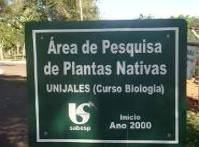 Área de Pesquisa
de Plantas Nativas
UNIJALES (Curso Biologia)
sabesp
Início
Ano 2000